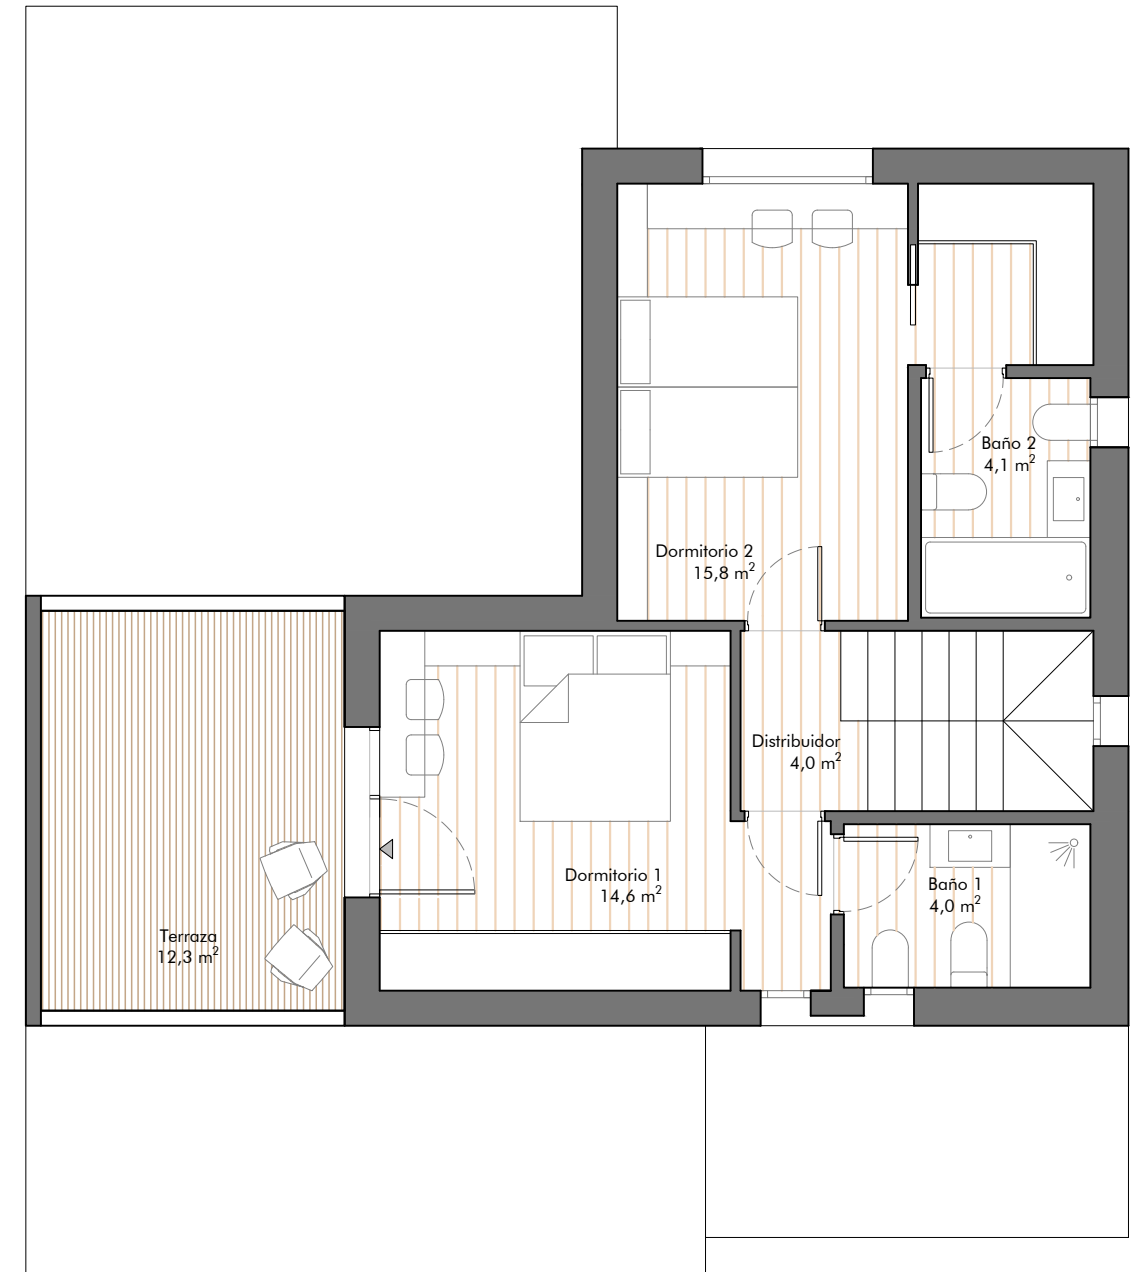 Baño 2
4,1 m²
Dormitorio 2
15,8 m²
Distribuidor
4,0 m²
Dormitorio 1
14,6 m²
Baño 1
4,0 m²
Terraza
12,3 m²